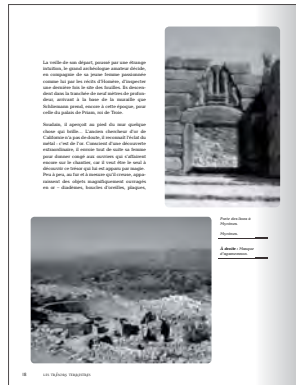 La veille de son départ, poussé par une étrange
intuition, le grand archéologue amateur décide,
en compagnie de sa jeune femme passionnée
comme lui par les récits d'Homère, d'inspecter
une dernière fois le site des fouilles. Ils descen-
dent dans la tranchée de neuf mètres de profon-
deur, arrivant à la base de la muraille que
Schliemann prend, encore à cette époque, pour
celle du palais de Priam, roi de Troie.
Soudain, il aperçoit au pied du mur quelque
chose qui brille... L'ancien chercheur d'or de
Californie n'a pas de doute, il reconnaît l'éclat du
métal : c'est de l'or. Conscient d'une découverte
extraordinaire, il envoie tout de suite sa femme
pour donner congé aux ouvriers qui s'affairent
encore sur le chantier, car il veut être le seul à
découvrir ce trésor qui lui est apparu par magie.
Peu à peu, au fur et à mesure qu'il creuse, appa-
raissent des objets magnifiquement ouvragés
en or – diadèmes, boucles d'oreilles, plaques,
Porte des lions à
Mycènes.
Mycènes.
À droite : Masque
d'Agamemnon.
18